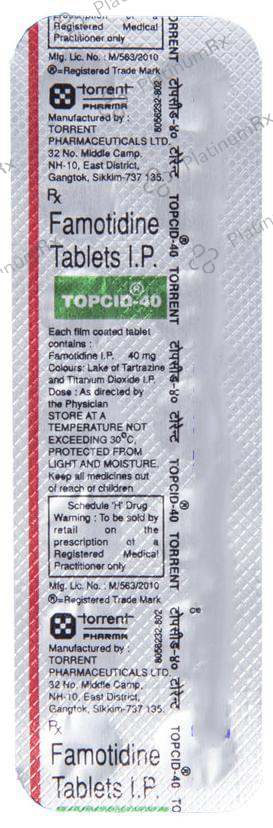 Registered Medical
Practitioner only
Mfg. Lic. No. : M/563/2010
®=Registered Trade Mark
torrent
PHARMA
8056232-802
Manufactured by :
TORRENT
PHARMACEUTICALS LTD.
32 No. Middle Camp,
NH-10, East District,
Gangtok, Sikkim-737 135.
Rx
Famotidine
Tablets I.P.
TOPCID-40®
Each film coated tablet
contains :
Famotidine I.P. 40 mg
Colours: Lake of Tartrazine
and Titanium Dioxide I.P.
Dose : As directed by
the Physician
STORE AT A
TEMPERATURE NOT
EXCEEDING 30°C,
PROTECTED FROM
LIGHT AND MOISTURE.
Keep all medicines out
of reach of children
Schedule 'H' Drug
Warning : To be sold by
retail on the
prescription of a
Registered Medical
Practitioner only
Mfg. Lic. No. : M/563/2010
®=Registered Trade Mark
torrent
PHARMA
8056232-802
Manufactured by :
TORRENT
PHARMACEUTICALS LTD.
32 No. Middle Camp,
NH-10, East District,
Gangtok, Sikkim-737 135.
Rx
Famotidine
Tablets I.P.
TORRENT टोपसीड-४० टोरेन्ट TOPCID-40® TORRENT टोपसीड-४० टोरेन्ट TOPCID-40® TORRENT टोपसीड-४० टोरेन्ट TOPCID-40® TO
PlatinumRx